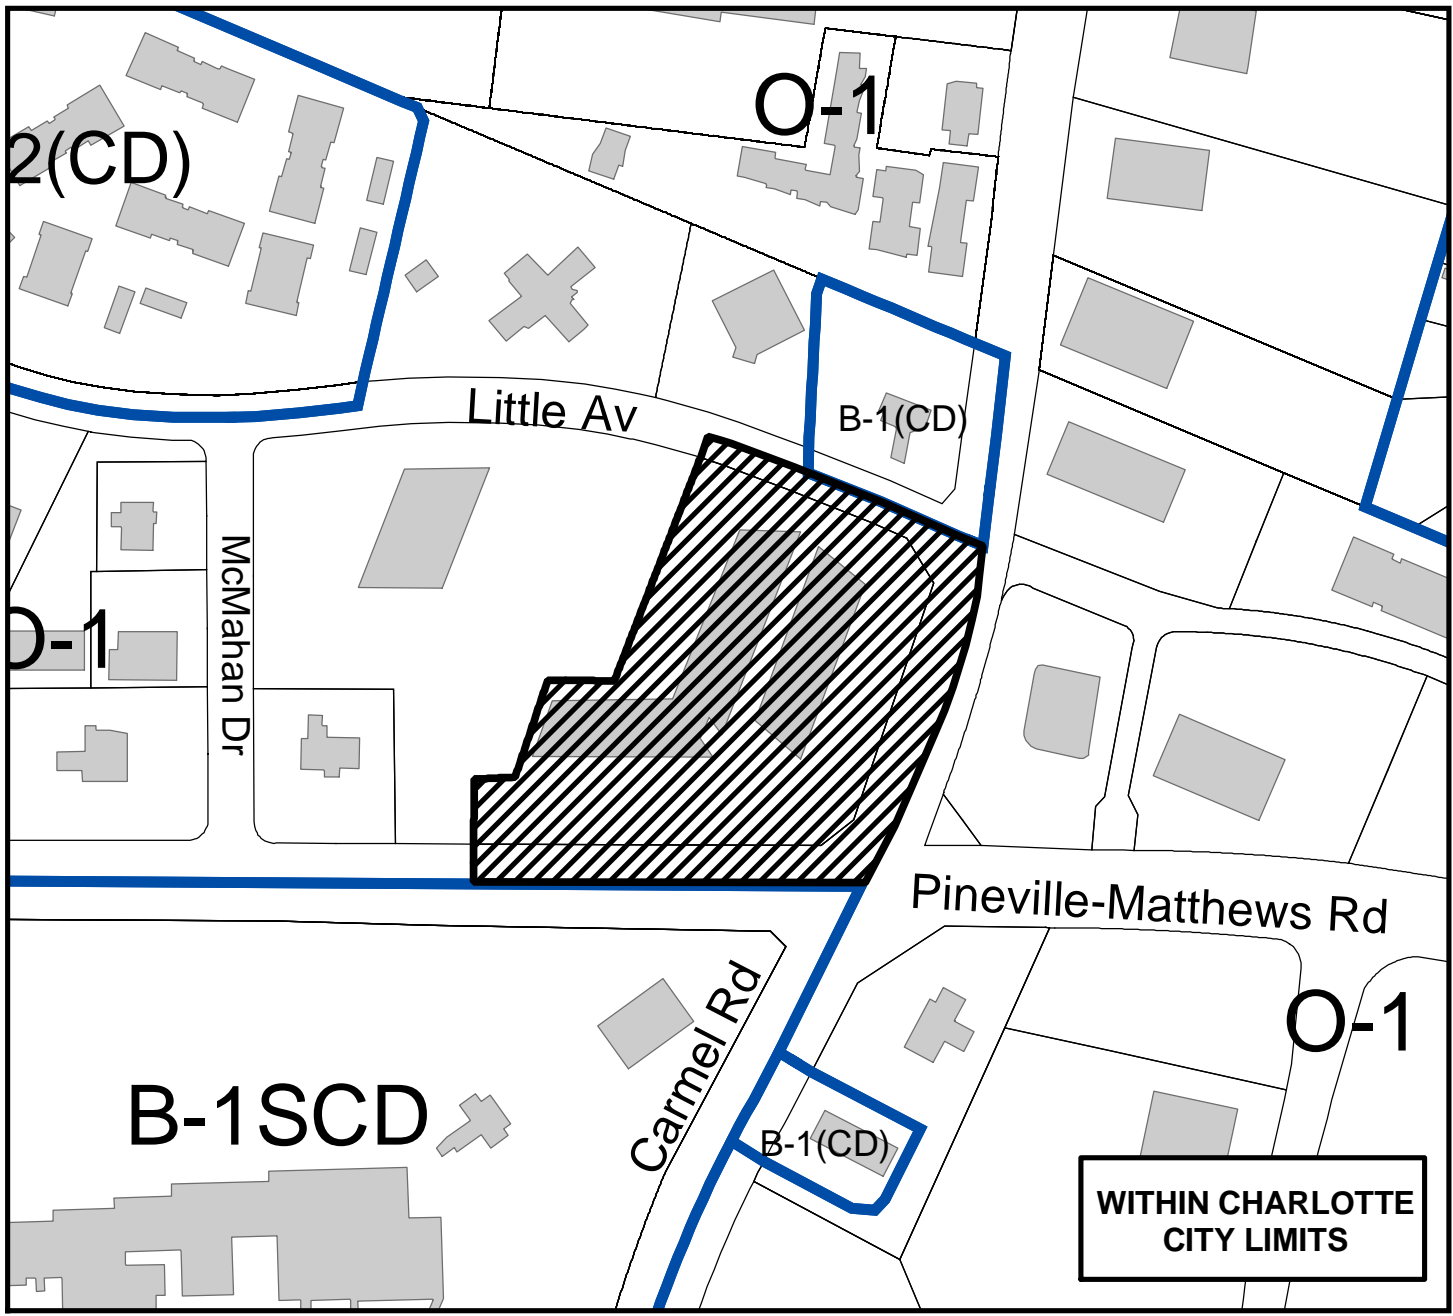 O-1
2(CD)
Little Av
B-1(CD)
McMahan Dr
O-1
Pineville-Matthews Rd
Carmel Rd
O-1
B-1SCD
B-1(CD)
WITHIN CHARLOTTE
CITY LIMITS